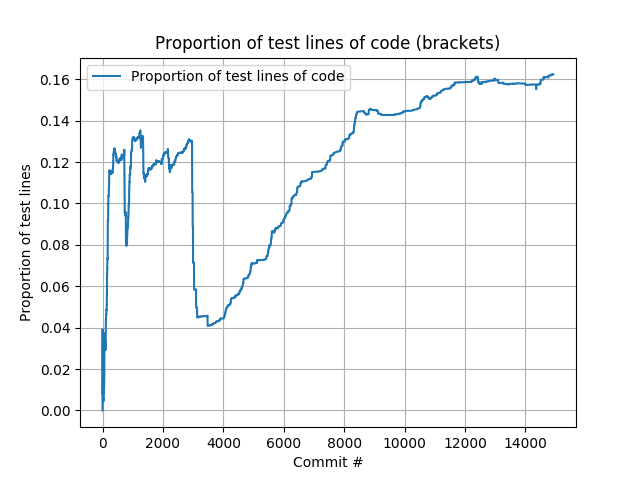 Proportion of test lines of code (brackets)
Proportion of test lines of code
Proportion of test lines
0.16
0.14
0.12
0.10
0.08
0.06
0.04
0.02
0.00
0 2000 4000 6000 8000 10000 12000 14000
Commit #